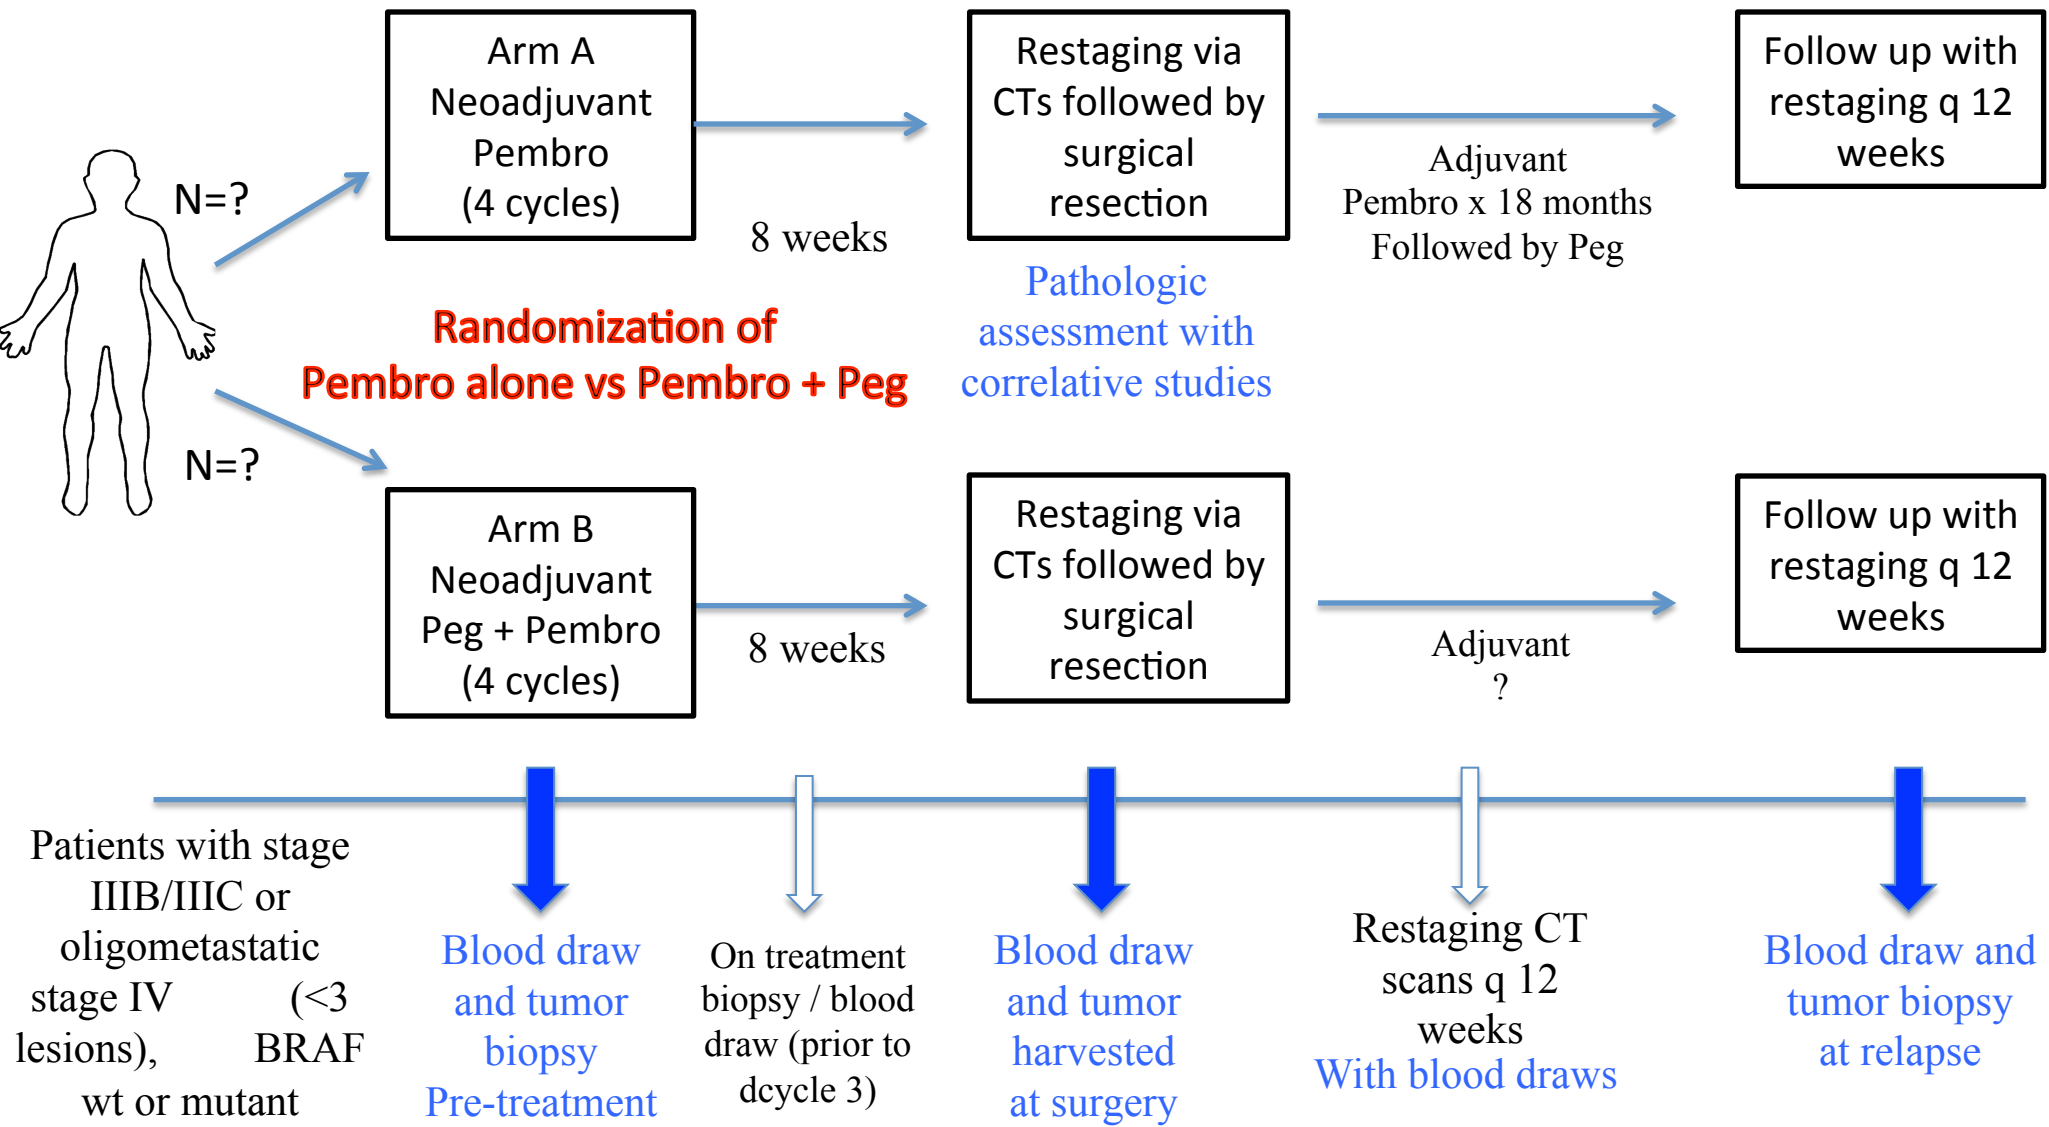 N=?
Arm A
Neoadjuvant
Pembro
(4 cycles)
8 weeks
Restaging via
CTs followed by
surgical
resection
Pathologic
assessment with
correlative studies
Adjuvant
Pembro x 18 months
Followed by Peg
Follow up with
restaging q 12
weeks
Randomization of
Pembro alone vs Pembro + Peg
N=?
Arm B
Neoadjuvant
Peg + Pembro
(4 cycles)
8 weeks
Restaging via
CTs followed by
surgical
resection
Adjuvant
?
Follow up with
restaging q 12
weeks
Patients with stage
IIIB/IIIC or
oligometastatic
stage IV (<3
lesions), BRAF
wt or mutant
Blood draw
and tumor
biopsy
Pre-treatment
On treatment
biopsy / blood
draw (prior to
dcycle 3)
Blood draw
and tumor
harvested
at surgery
Restaging CT
scans q 12
weeks
With blood draws
Blood draw and
tumor biopsy
at relapse